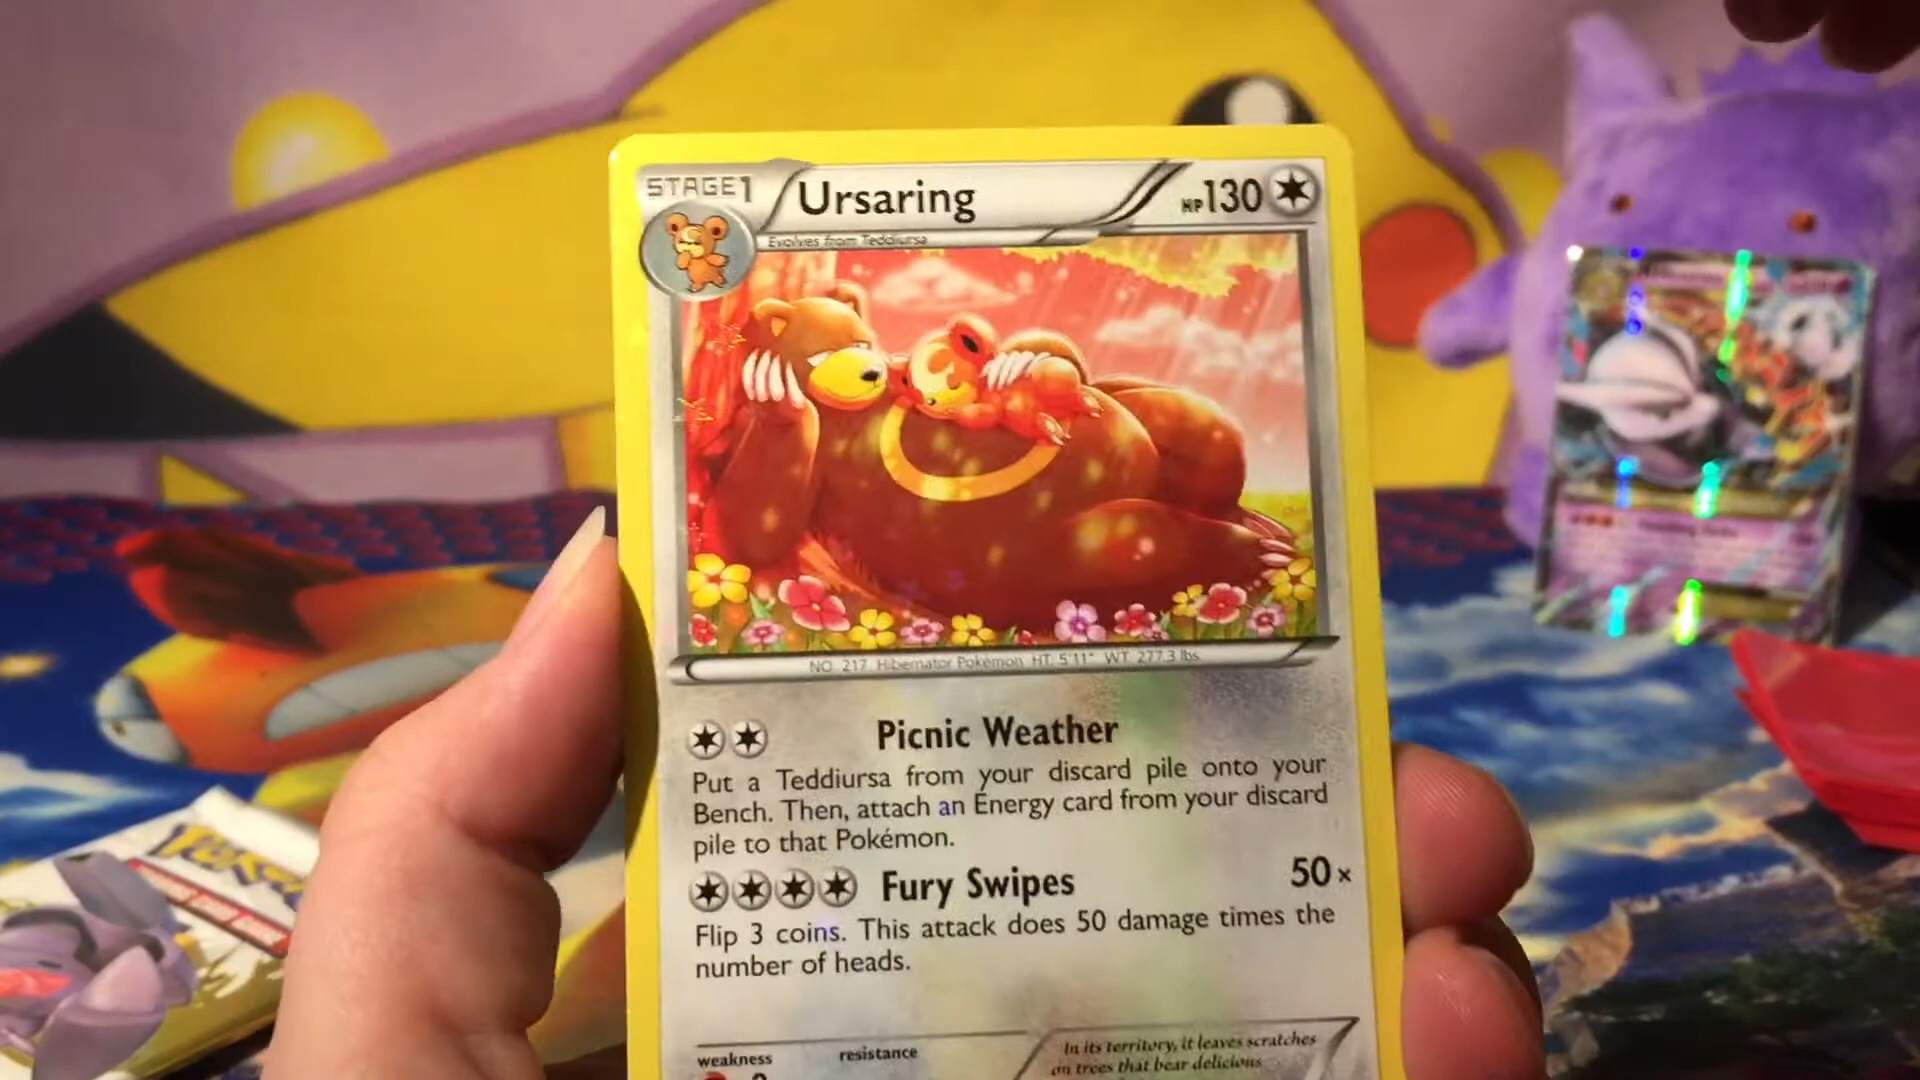 STAGE1
Ursaring
HP130
Evolves from Teddiursa
NO. 217 Hibernator Pokémon HT: 5'11" WT: 277.3 lbs
Picnic Weather
Put a Teddiursa from your discard pile onto your
Bench. Then, attach an Energy card from your discard
pile to that Pokémon.
Fury Swipes 50×
Flip 3 coins. This attack does 50 damage times the
number of heads.
weakness resistance
In its territory, it leaves scratches
on trees that bear delicious